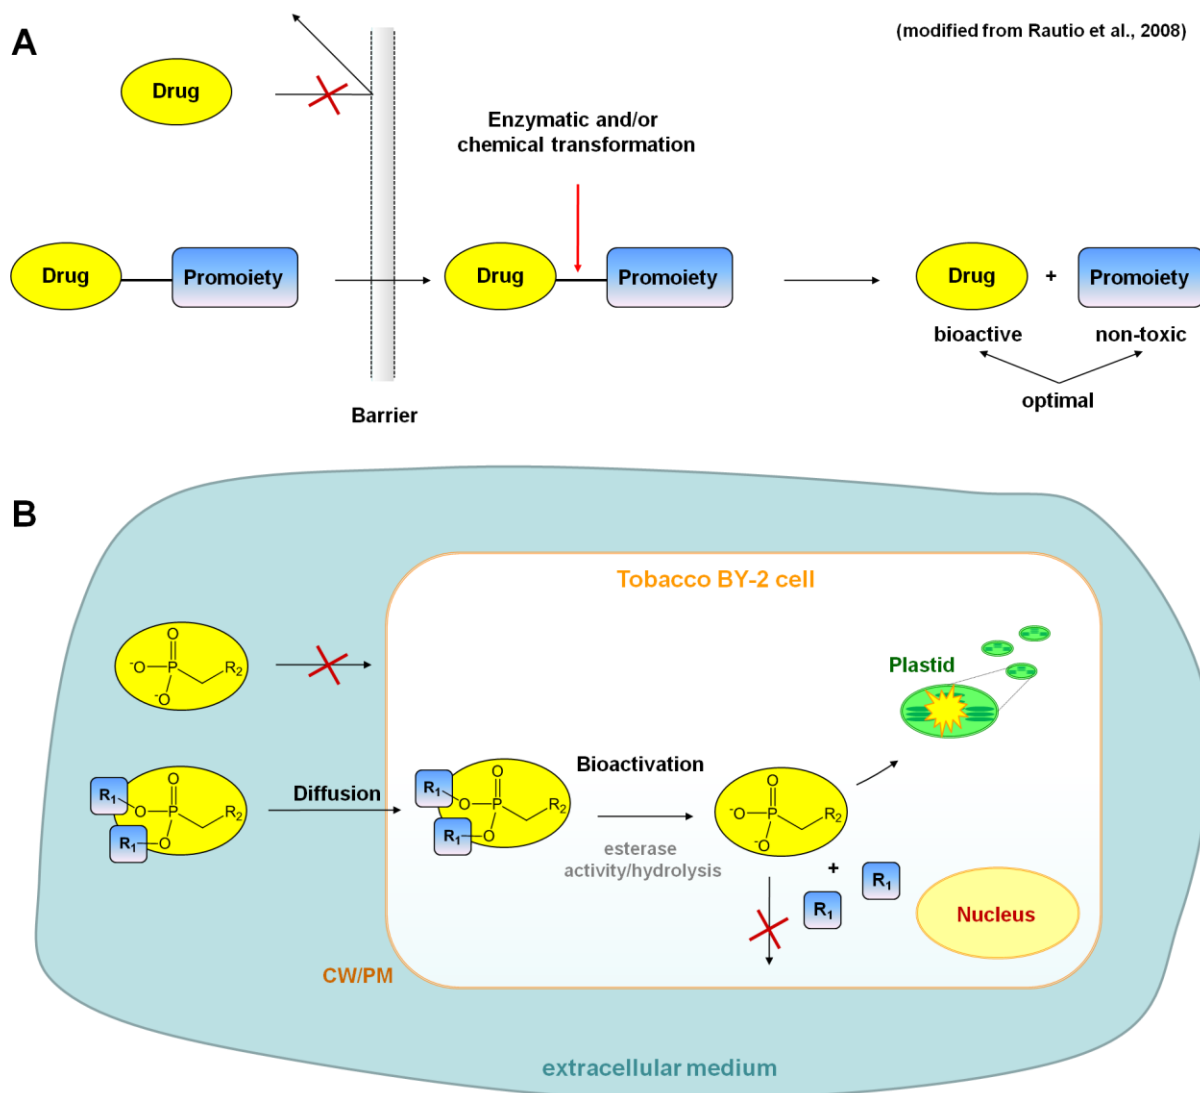 A
(modified from Rautio et al., 2008)
Drug
Enzymatic and/or
chemical transformation
Drug
Promoiety
Drug
Promoiety
Drug
+
Promoiety
bioactive
non-toxic
optimal
Barrier
B
Tobacco BY-2 cell
O
-O
P
-O
R2
Plastid
R1
O
O
P
R1
O
R2
Diffusion
R1
O
O
P
R1
O
R2
Bioactivation
esterase
activity/hydrolysis
O
-O
P
-O
R2
+
R1
R1
Nucleus
CW/PM
extracellular medium